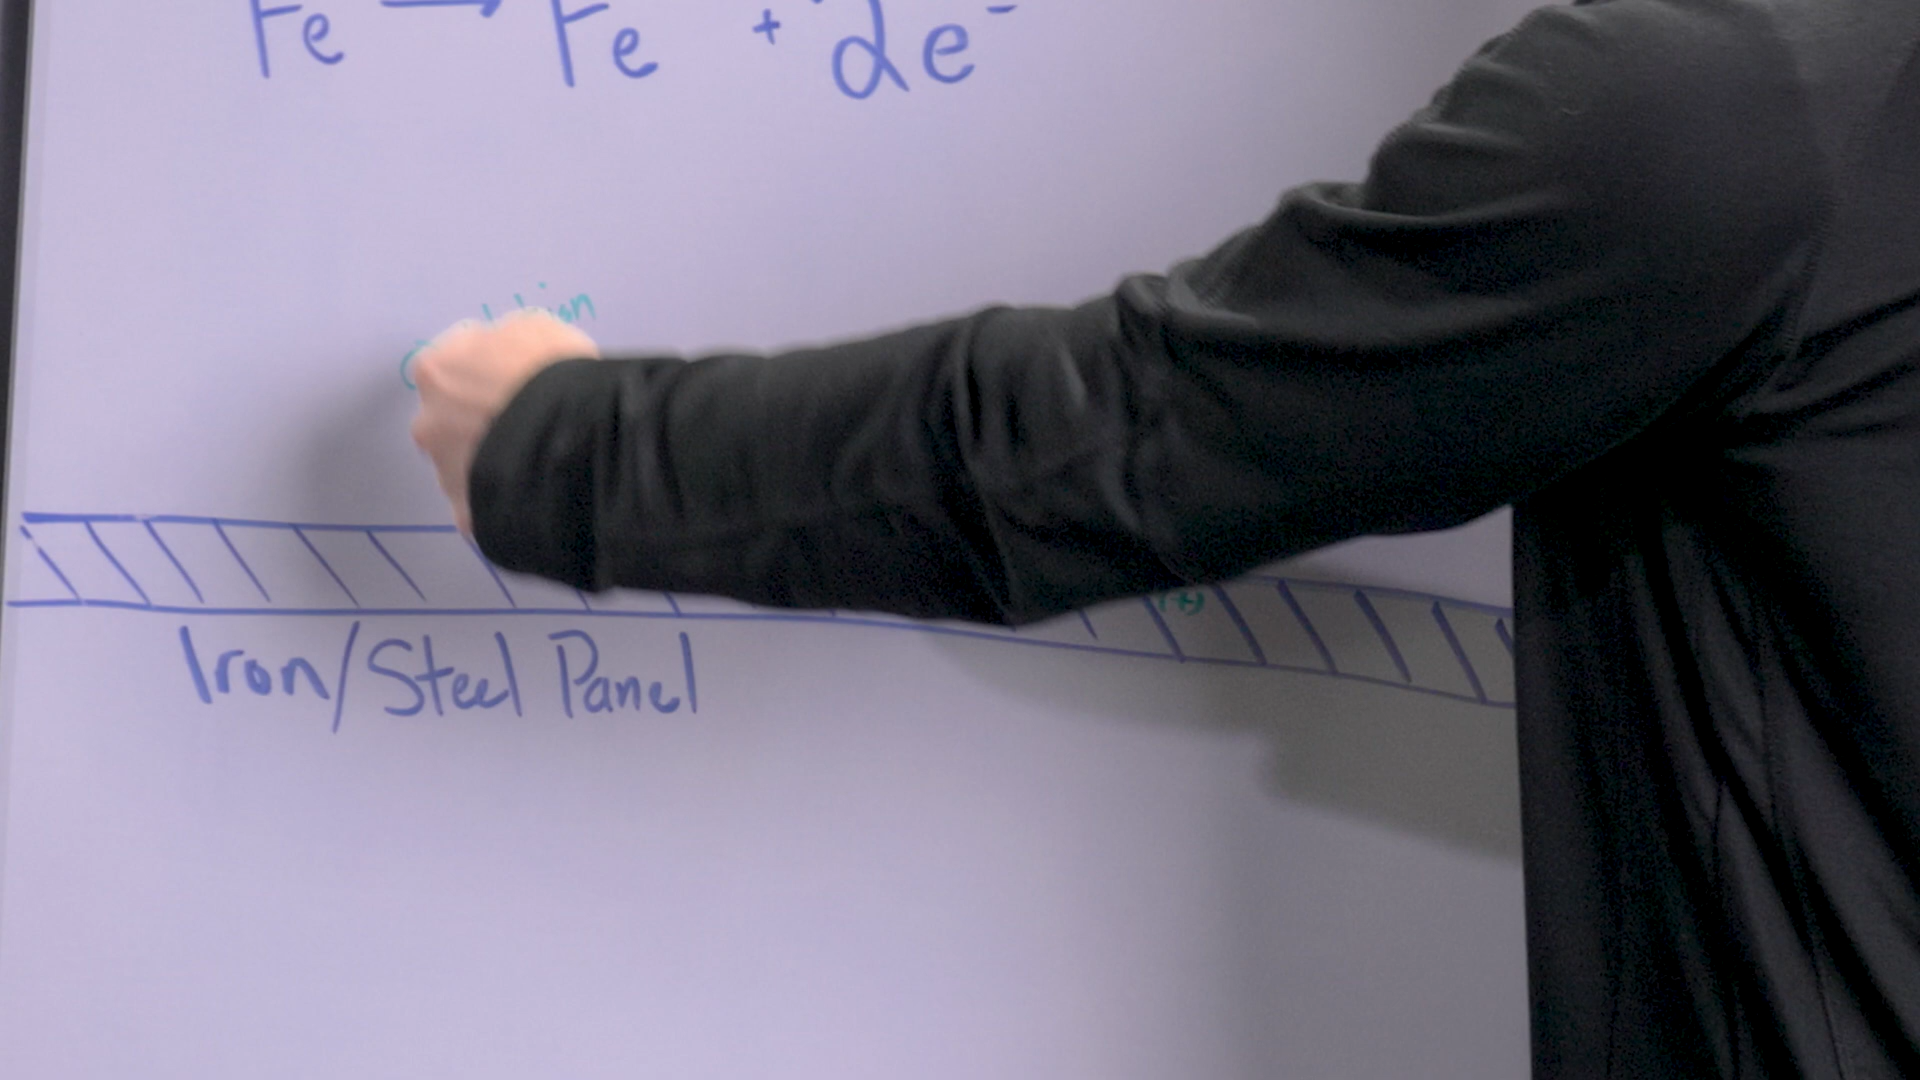 Fe → Fe + 2e⁻
Iron/Steel Panel